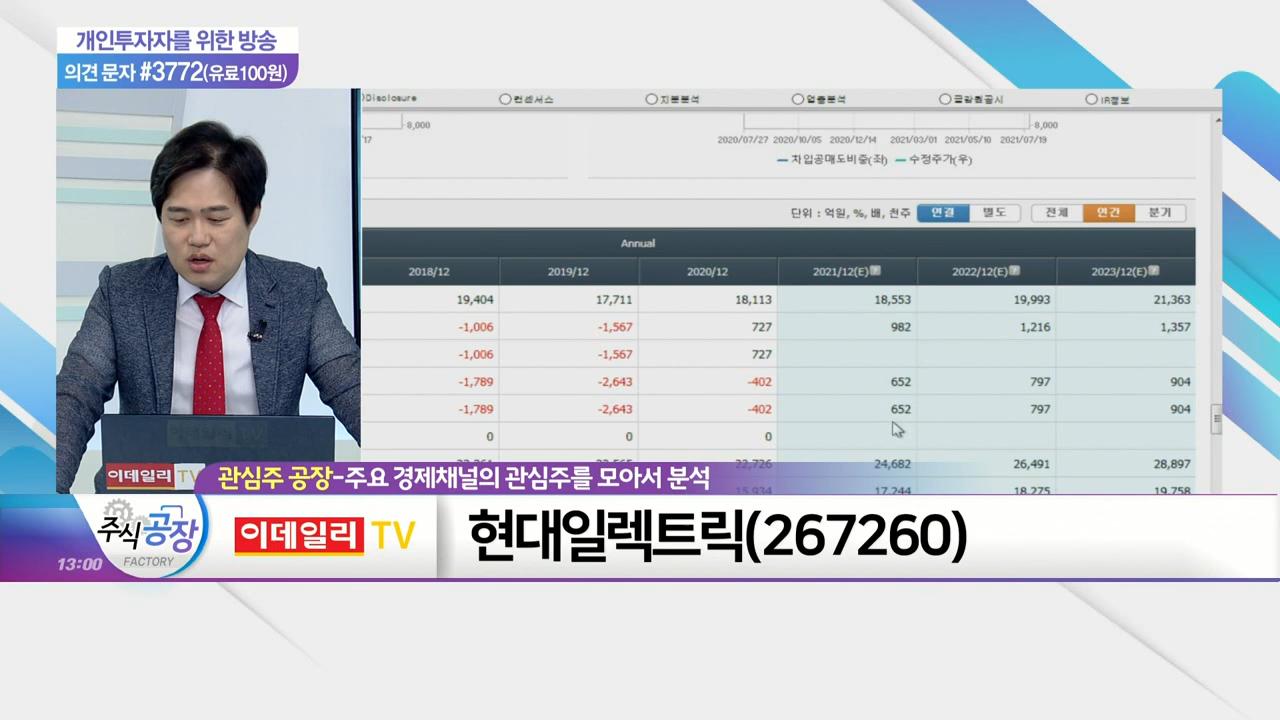 개인투자자를 위한 방송
의견 문자 #3772(유료100원)
Disclosure 컨센서스 지분분석 업종분석 금감원공시 IR정보
8,000 8,000
'17 2020/07/27 2020/10/05 2020/12/14 2021/03/01 2021/05/10 2021/07/19
차입공매도비중(좌) 수정주가(우)
단위 : 억원, %, 배, 천주 연결 별도 전체 연간 분기
Annual
2018/12 2019/12 2020/12 2021/12(E) 2022/12(E) 2023/12(E)
19,404 17,711 18,113 18,553 19,993 21,363
-1,006 -1,567 727 982 1,216 1,357
-1,006 -1,567 727
-1,789 -2,643 -402 652 797 904
-1,789 -2,643 -402 652 797 904
0 0 0
22,726 24,682 26,491 28,897
15,934 17,244 18,275 19,758
이데일리 TV
관심주 공장-주요 경제채널의 관심주를 모아서 분석
주식공장
FACTORY
13:00
이데일리 TV
현대일렉트릭(267260)